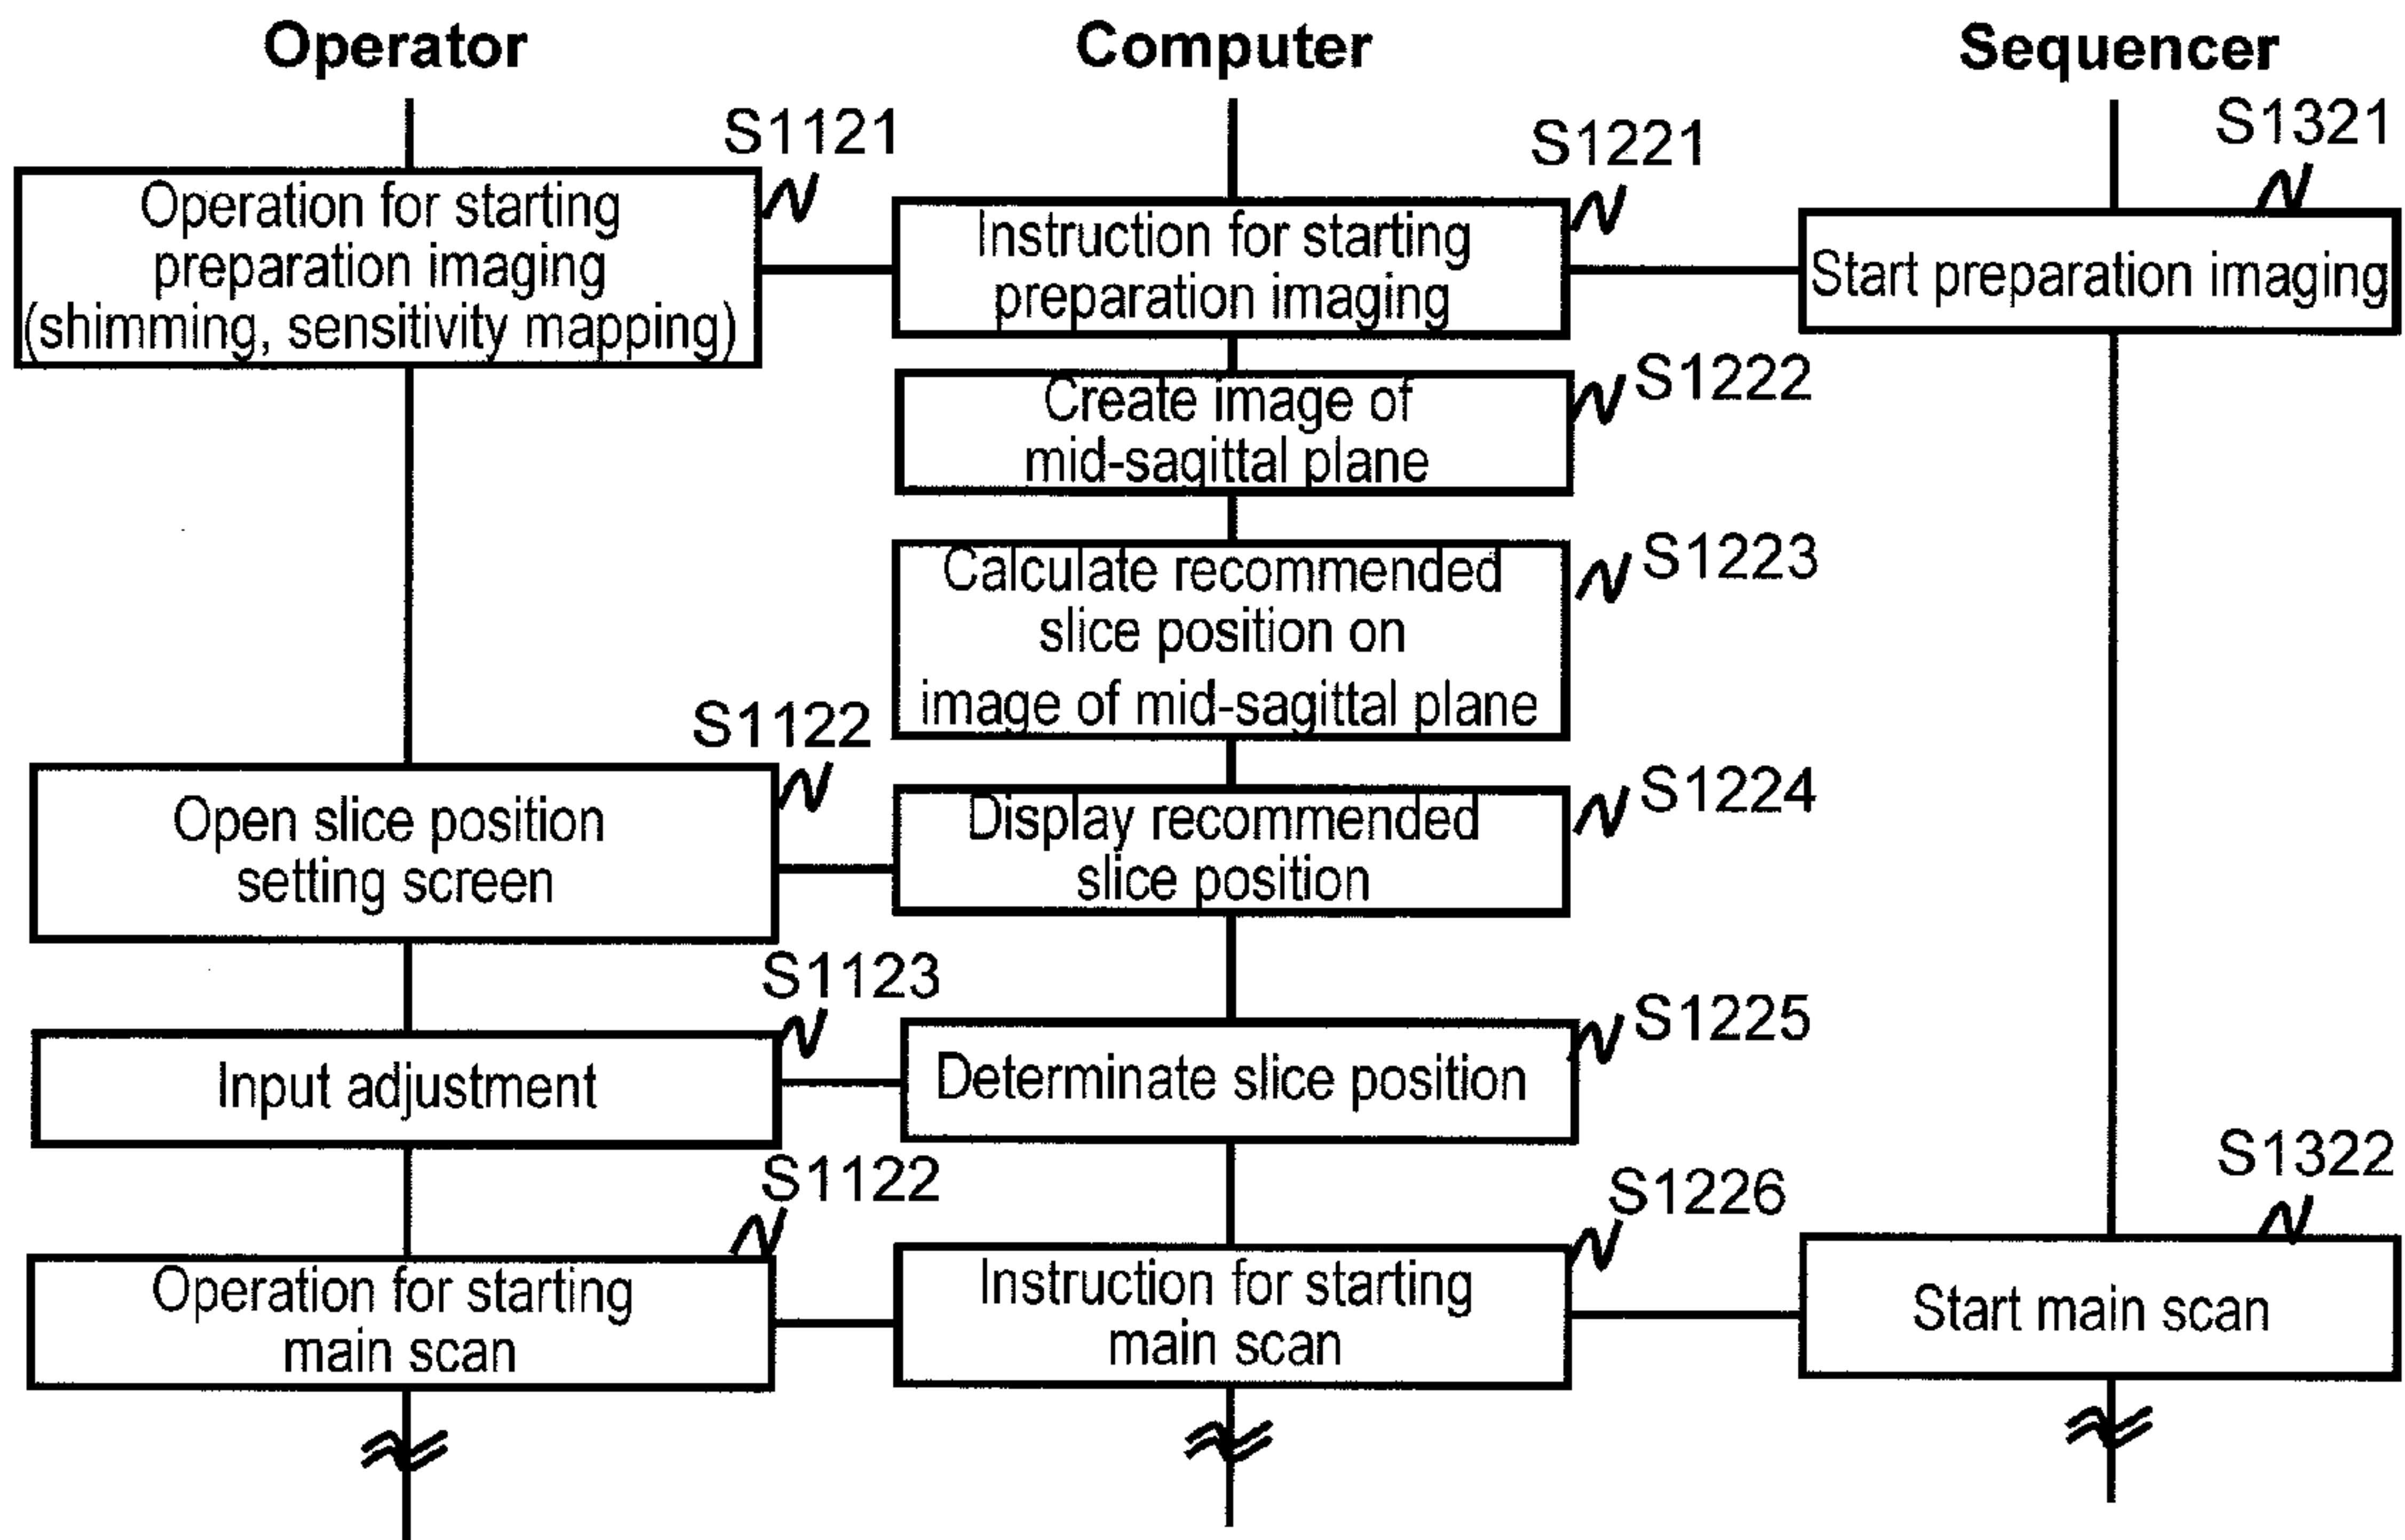 Operator
Computer
Sequencer
S1121
S1221
S1321
Operation for starting
preparation imaging
(shimming, sensitivity mapping)
Instruction for starting
preparation imaging
Start preparation imaging
S1222
Create image of
mid-sagittal plane
S1223
Calculate recommended
slice position on
image of mid-sagittal plane
S1122
Open slice position
setting screen
S1224
Display recommended
slice position
S1123
Input adjustment
S1225
Determinate slice position
S1122
Operation for starting
main scan
S1226
Instruction for starting
main scan
S1322
Start main scan